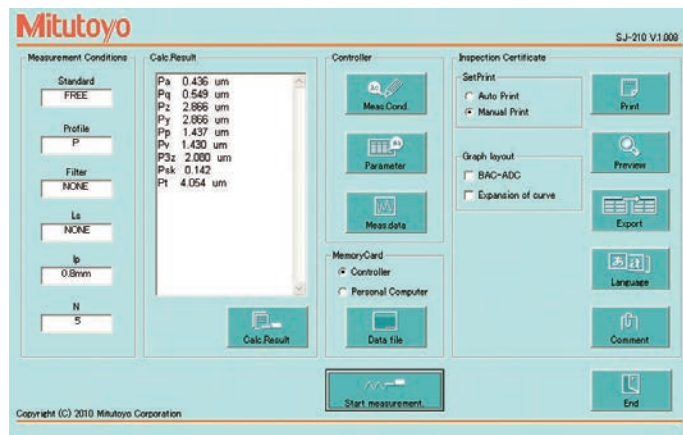 Mitutoyo
SJ-210 V.1.008
Measurement Conditions
Standard
FREE
Profile
P
Filter
NONE
Ls
NONE
lp
0.8mm
N
5
Calc.Result
Pa 0.436 um
Pq 0.549 um
Pz 2.866 um
Py 2.866 um
Pp 1.437 um
Pv 1.430 um
P3z 2.080 um
Psk 0.142
Pt 4.054 um
Calc.Result
Controller
Meas.Cond.
Parameter
Meas.data
MemoryCard
Controller
Personal Computer
Data file
Start measurement.
Inspection Certificate
SetPrint
Auto Print
Manual Print
Graph layout
BAC-ADC
Expansion of curve
Print
Preview
Export
あ a
Language
Comment
End
Copyright (C) 2010 Mitutoyo Corporation